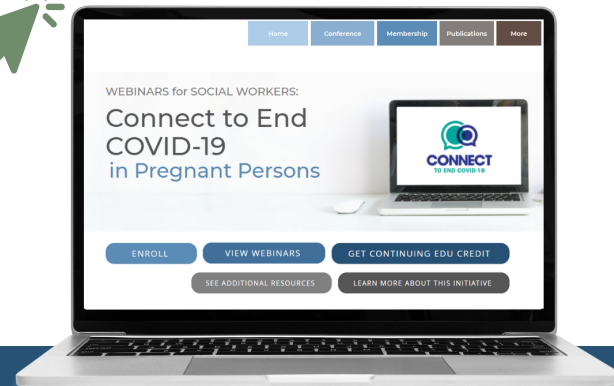 Home Conference Membership Publications More
WEBINARS for SOCIAL WORKERS:
Connect to End
COVID-19
in Pregnant Persons
CONNECT
TO END COVID-19
ENROLL VIEW WEBINARS GET CONTINUING EDU CREDIT
SEE ADDITIONAL RESOURCES LEARN MORE ABOUT THIS INITIATIVE